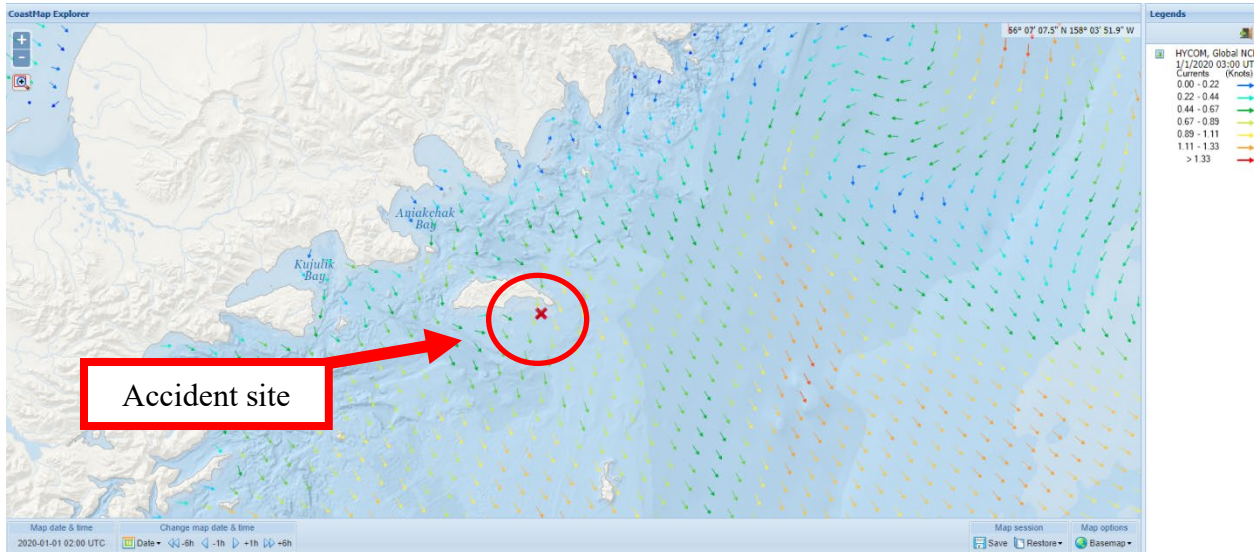 CoastMap Explorer
Legends
56° 07' 07.5" N 158° 03' 51.9" W
HYCOM, Global NCI
1/1/2020 03:00 UT
Currents (Knots)
0.00 - 0.22
0.22 - 0.44
0.44 - 0.67
0.67 - 0.89
0.89 - 1.11
1.11 - 1.33
> 1.33
Aniakchak
Bay
Kujulik
Bay
Accident site
Map date & time
Change map date & time
Map session
Map options
2020-01-01 02:00 UTC
Date -6h -1h +1h +6h
Save Restore
Basemap